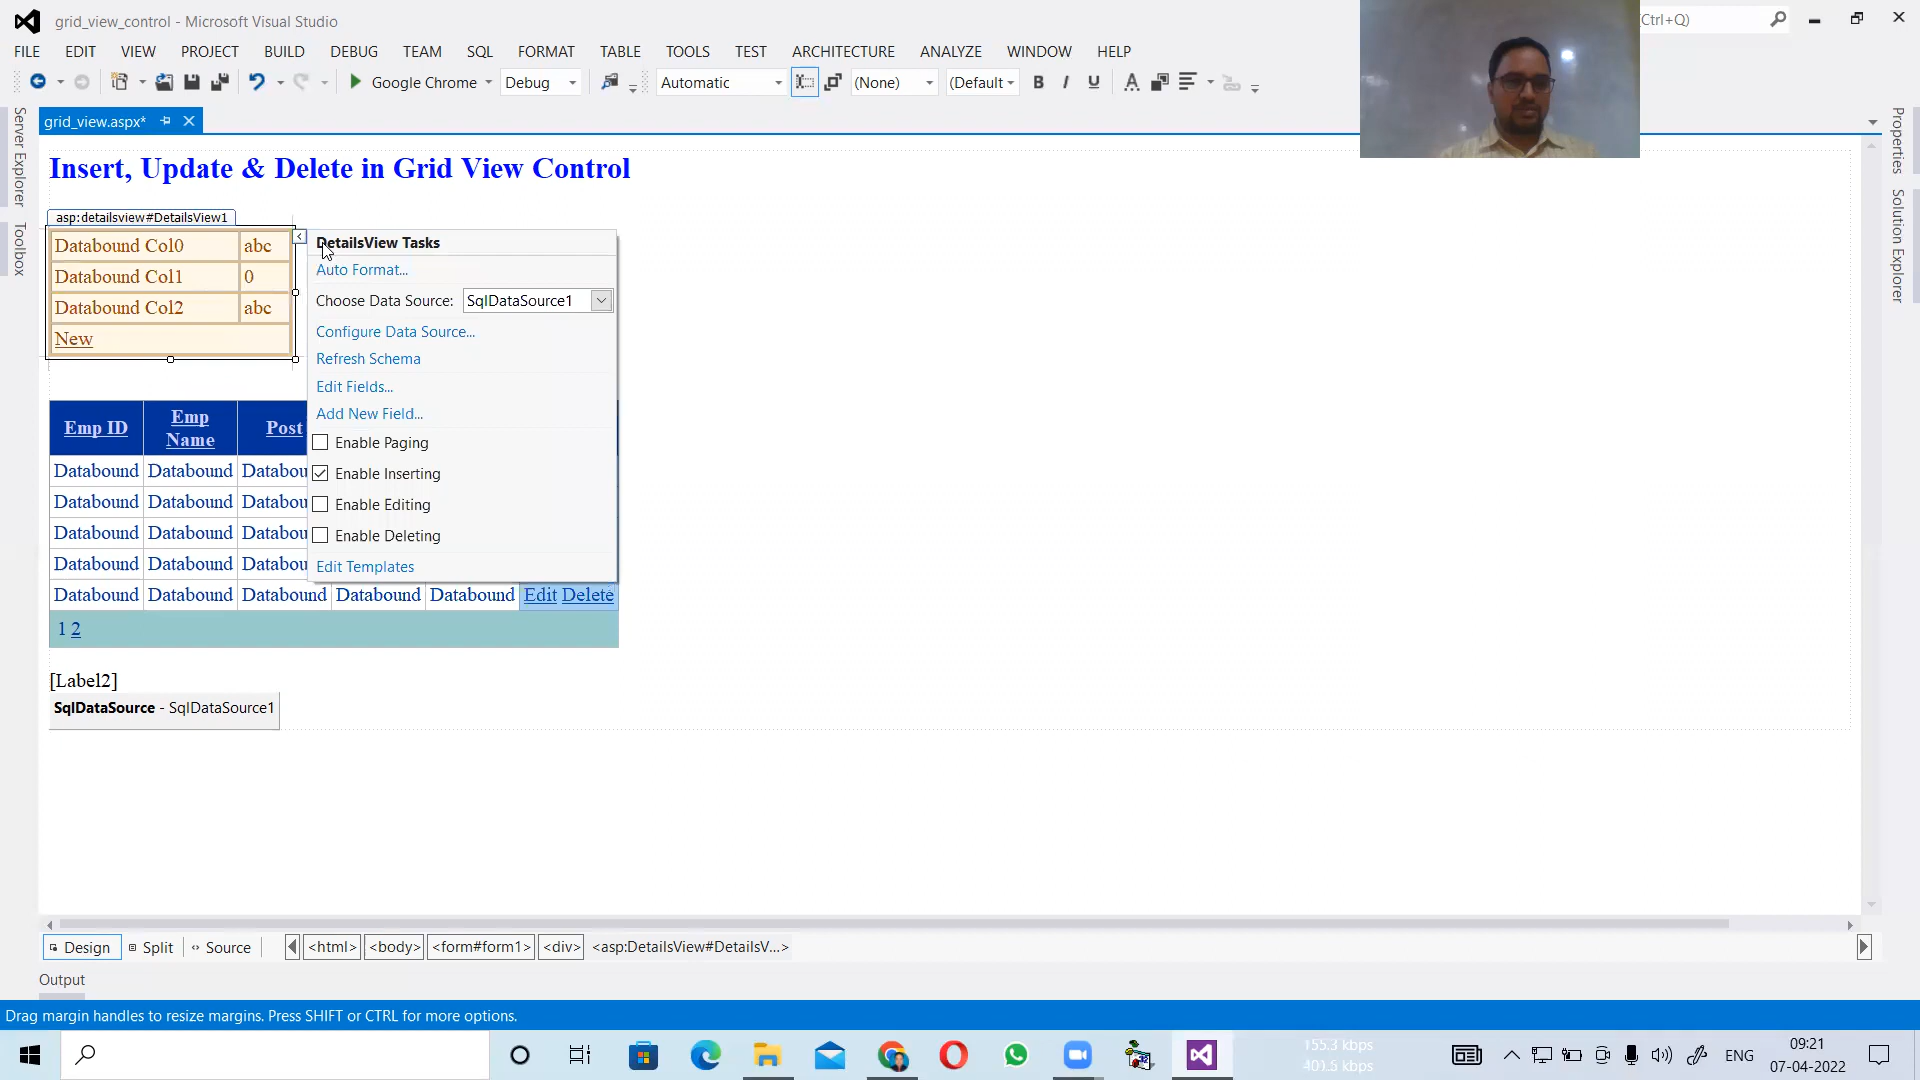 grid_view_control - Microsoft Visual Studio
Ctrl+Q)
FILE EDIT VIEW PROJECT BUILD DEBUG TEAM SQL FORMAT TABLE TOOLS TEST ARCHITECTURE ANALYZE WINDOW HELP
Google Chrome Debug Automatic (None) (Default B I U A
grid_view.aspx*
Server Explorer
Toolbox
Properties
Solution Explorer
Insert, Update & Delete in Grid View Control
asp:detailsview#DetailsView1
Databound Col0 abc
Databound Col1 0
Databound Col2 abc
New
DetailsView Tasks
Auto Format...
Choose Data Source: SqlDataSource1
Configure Data Source...
Refresh Schema
Edit Fields...
Add New Field...
Enable Paging
Enable Inserting
Enable Editing
Enable Deleting
Edit Templates
Emp ID Emp Name Post
Databound Databound Databou
Databound Databound Databou
Databound Databound Databou
Databound Databound Databou
Databound Databound Databound Databound Databound Edit Delete
1 2
[Label2]
SqlDataSource - SqlDataSource1
Design Split Source <html> <body> <form#form1> <div> <asp:DetailsView#DetailsV...>
Output
Drag margin handles to resize margins. Press SHIFT or CTRL for more options.
155.3 kbps
401.5 kbps
ENG
09:21
07-04-2022